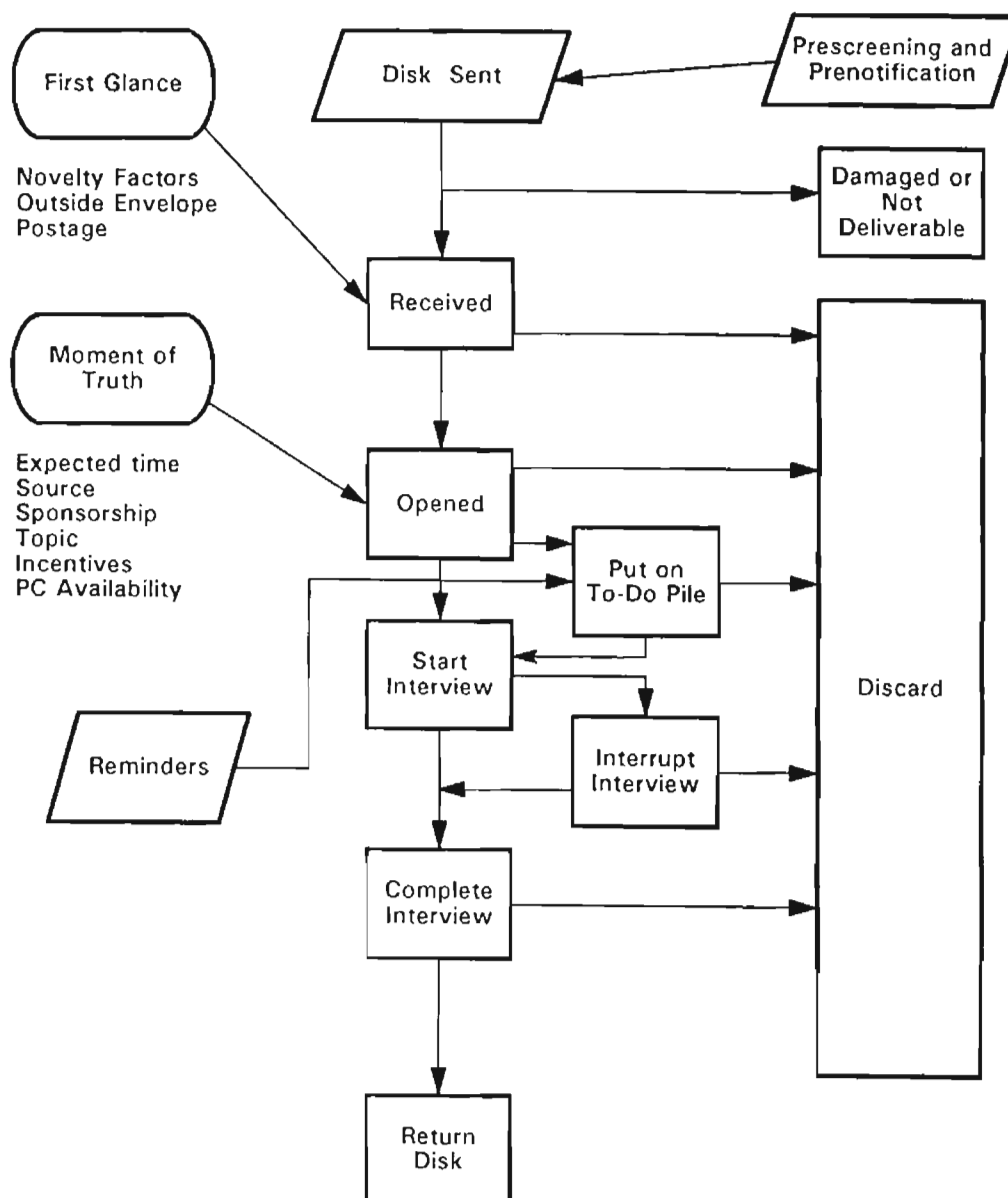 First Glance
Disk Sent
Prescreening and
Prenotification
Novelty Factors
Outside Envelope
Postage
Damaged or
Not
Deliverable
Received
Moment of
Truth
Expected time
Source
Sponsorship
Topic
Incentives
PC Availability
Opened
Put on
To-Do Pile
Start
Interview
Discard
Reminders
Interrupt
Interview
Complete
Interview
Return
Disk